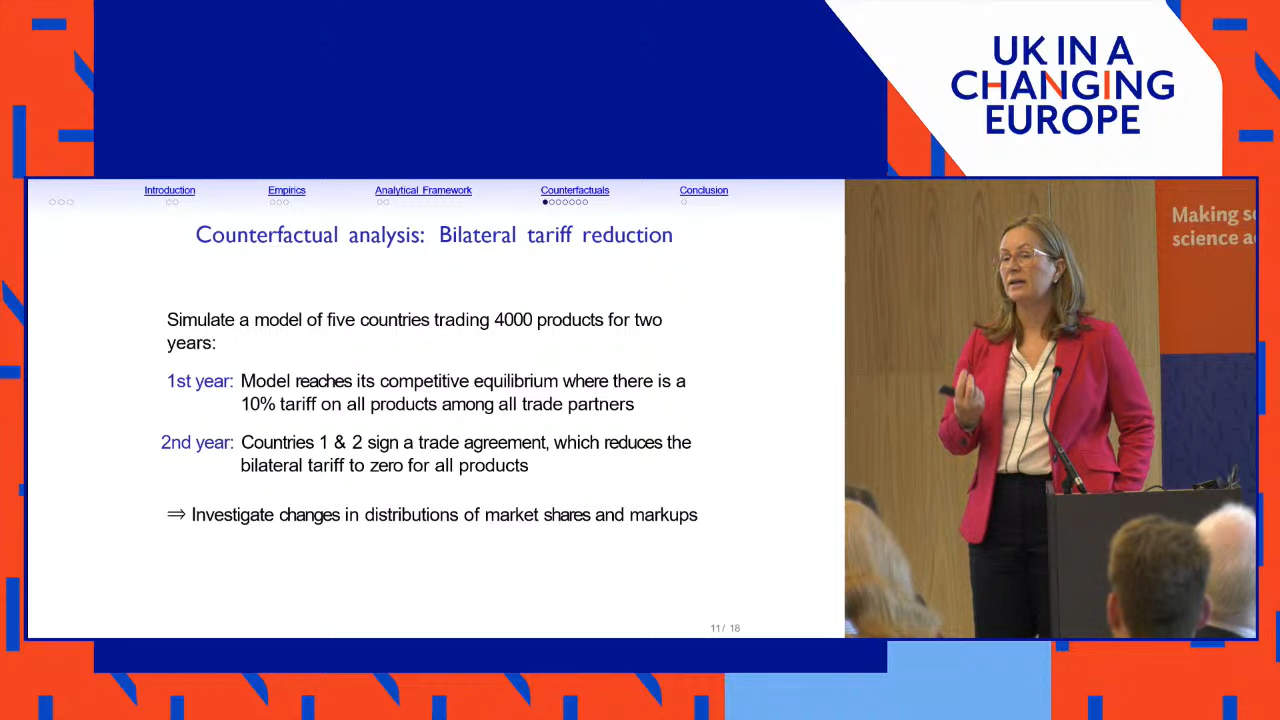 UK IN A
CHANGING
EUROPE
Introduction Empirics Analytical Framework Counterfactuals Conclusion
Counterfactual analysis: Bilateral tariff reduction
Simulate a model of five countries trading 4000 products for two
years:
1st year: Model reaches its competitive equilibrium where there is a
10% tariff on all products among all trade partners
2nd year: Countries 1 & 2 sign a trade agreement, which reduces the
bilateral tariff to zero for all products
⇒ Investigate changes in distributions of market shares and markups
11 / 18
Making
science